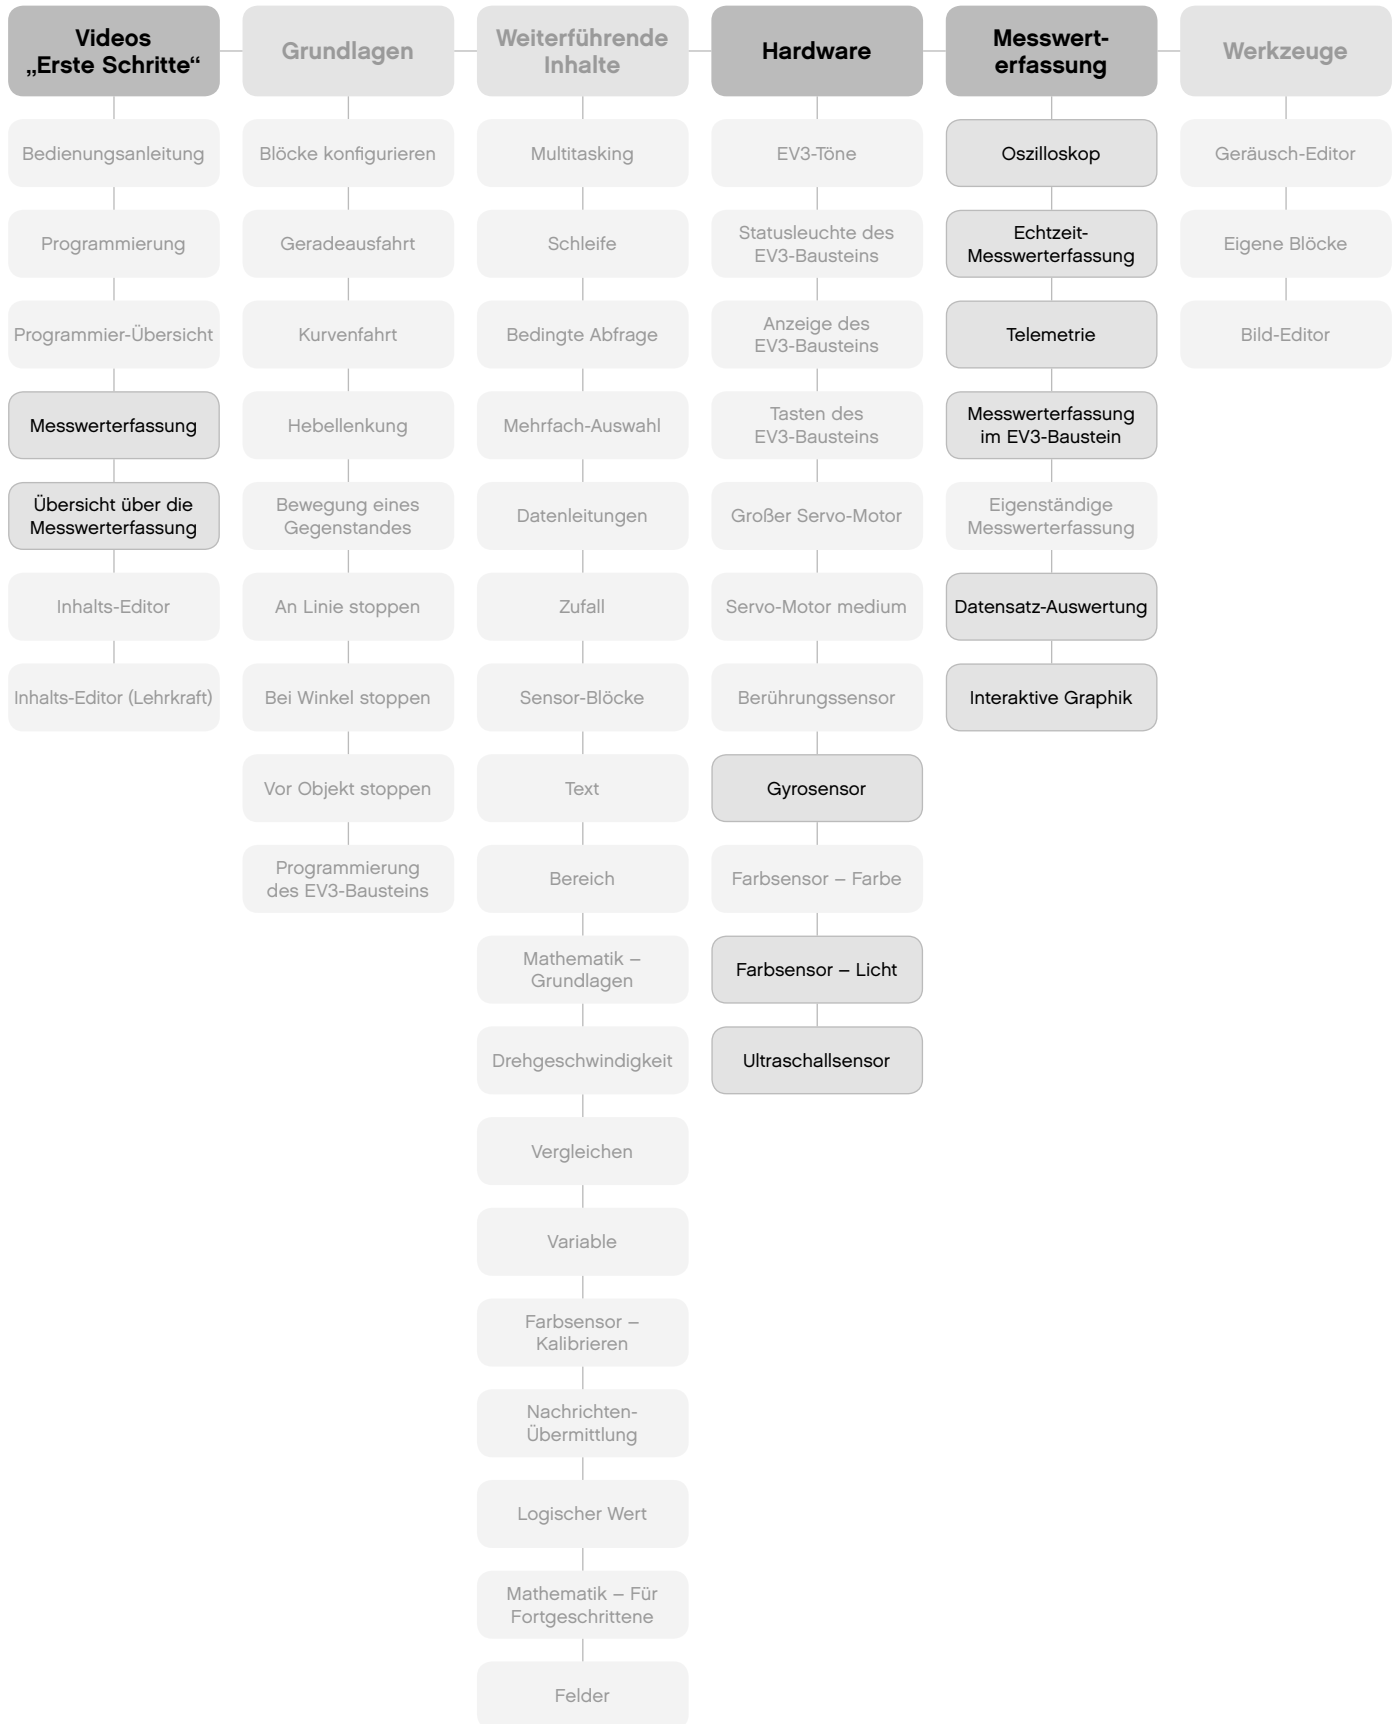 Videos
„Erste Schritte“
Grundlagen
Weiterführende
Inhalte
Hardware
Messwert-
erfassung
Werkzeuge
Bedienungsanleitung
Programmierung
Programmier-Übersicht
Messwerterfassung
Übersicht über die
Messwerterfassung
Inhalts-Editor
Inhalts-Editor (Lehrkraft)
Blöcke konfigurieren
Geradeausfahrt
Kurvenfahrt
Hebellenkung
Bewegung eines
Gegenstandes
An Linie stoppen
Bei Winkel stoppen
Vor Objekt stoppen
Programmierung
des EV3-Bausteins
Multitasking
Schleife
Bedingte Abfrage
Mehrfach-Auswahl
Datenleitungen
Zufall
Sensor-Blöcke
Text
Bereich
Mathematik –
Grundlagen
Drehgeschwindigkeit
Vergleichen
Variable
Farbsensor –
Kalibrieren
Nachrichten-
Übermittlung
Logischer Wert
Mathematik – Für
Fortgeschrittene
Felder
EV3-Töne
Statusleuchte des
EV3-Bausteins
Anzeige des
EV3-Bausteins
Tasten des
EV3-Bausteins
Großer Servo-Motor
Servo-Motor medium
Berührungssensor
Gyrosensor
Farbsensor – Farbe
Farbsensor – Licht
Ultraschallsensor
Oszilloskop
Echtzeit-
Messwerterfassung
Telemetrie
Messwerterfassung
im EV3-Baustein
Eigenständige
Messwerterfassung
Datensatz-Auswertung
Interaktive Graphik
Geräusch-Editor
Eigene Blöcke
Bild-Editor